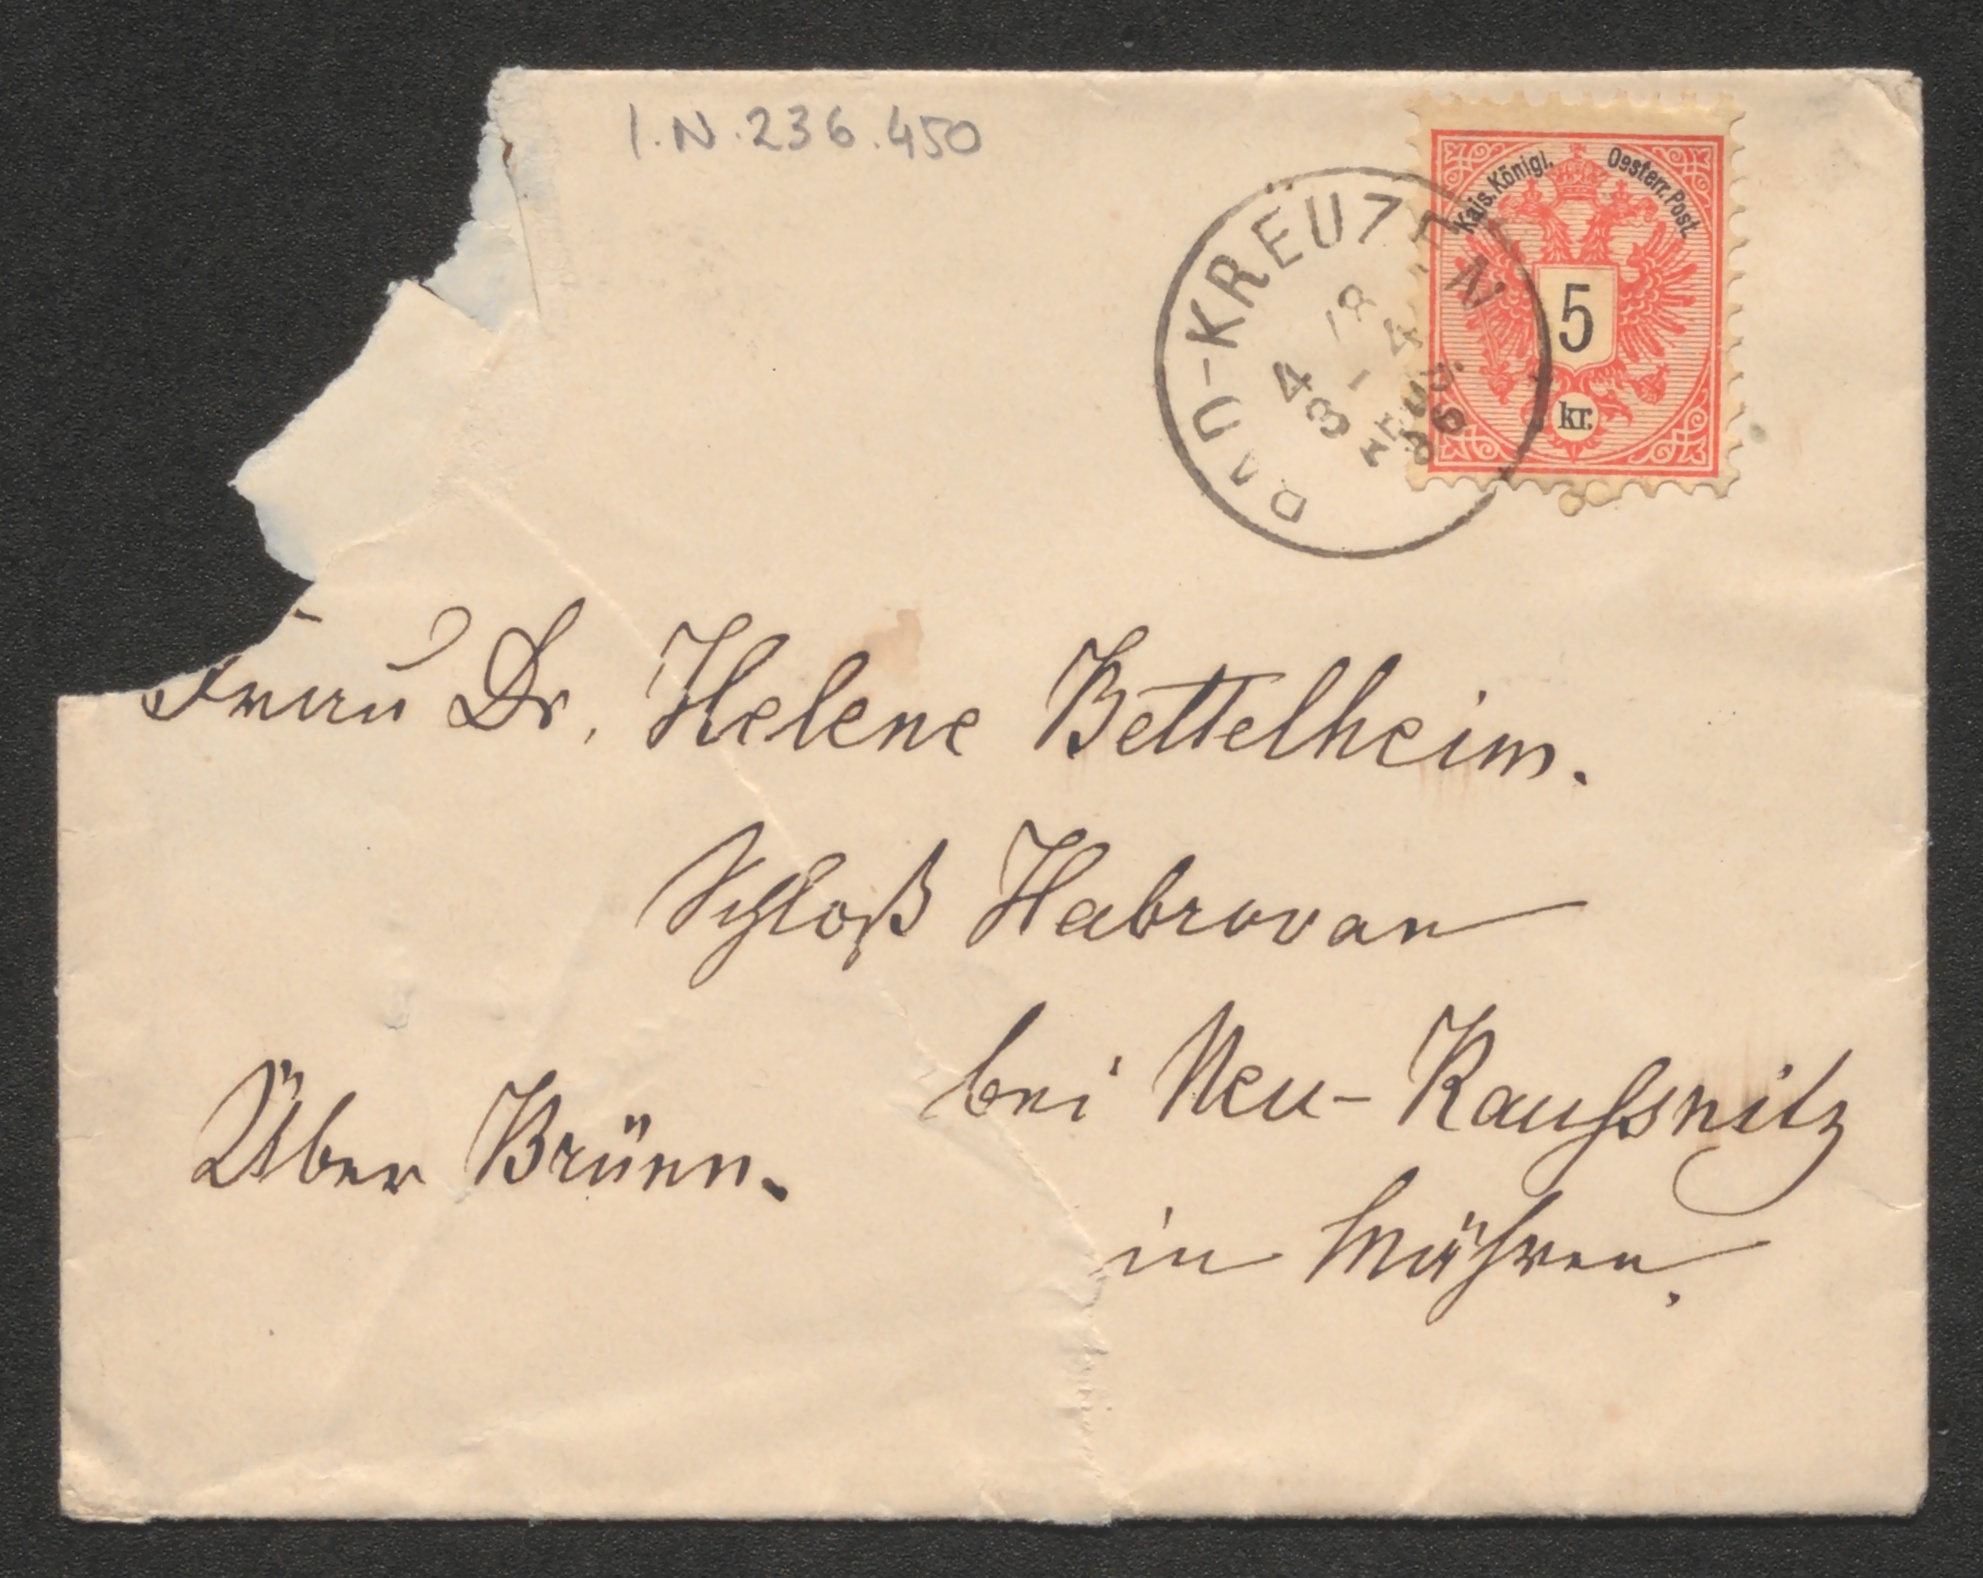 I.N. 236.450
Kais. Königl. Oesterr. Post.
5
kr.
BAD-KREUZEN
Frau Dr. Helene Bettelheim.
Schloß Habrovan
bei Neu-Raussnitz
Über Brünn.
in Mähren.